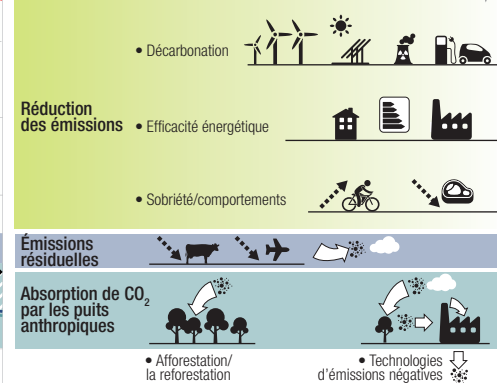 • Décarbonation
Réduction
des émissions
• Efficacité énergétique
• Sobriété/comportements
Émissions
résiduelles
Absorption de CO2
par les puits
anthropiques
• Afforestation/
la reforestation
• Technologies
d'émissions négatives